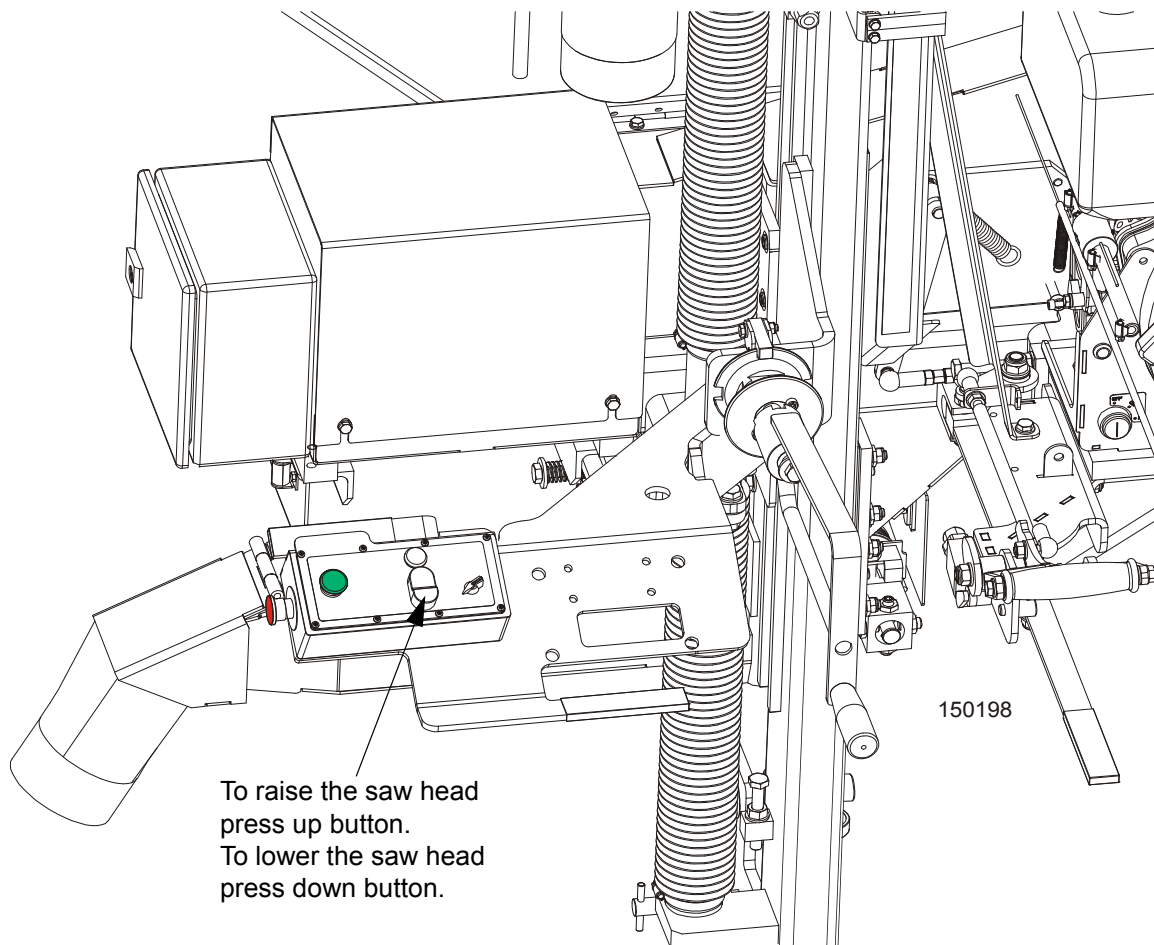 150198
To raise the saw head
press up button.
To lower the saw head
press down button.